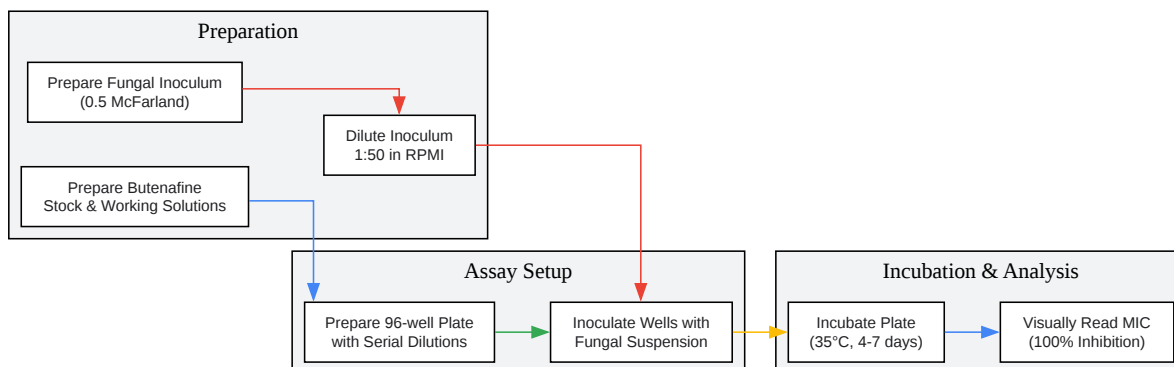 Preparation
Prepare Fungal Inoculum
(0.5 McFarland)
Dilute Inoculum
1:50 in RPMI
Prepare Butenafine
Stock & Working Solutions
Assay Setup
Prepare 96-well Plate
with Serial Dilutions
Inoculate Wells with
Fungal Suspension
Incubation & Analysis
Incubate Plate
(35°C, 4-7 days)
Visually Read MIC
(100% Inhibition)